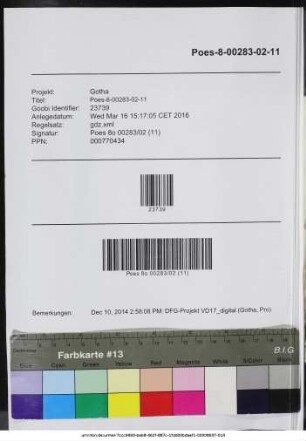 Poes-8-00283-02-11
Projekt: Gotha
Titel: Poes-8-00283-02-11
Goobi Identifier: 23739
Anlegedatum: Wed Mar 16 15:17:05 CET 2016
Regelsatz: gdz.xml
Signatur: Poes 8o 00283/02 (11)
PPN: 000770434
23739
Poes 8o 00283/02 (11)
Bemerkungen: Dec 10, 2014 2:58:08 PM: DFG-Projekt VD17_digital (Gotha, Pro)
Farbkarte #13
B.I.G.
Blue Cyan Green Yellow Red Magenta White 3/Color Black